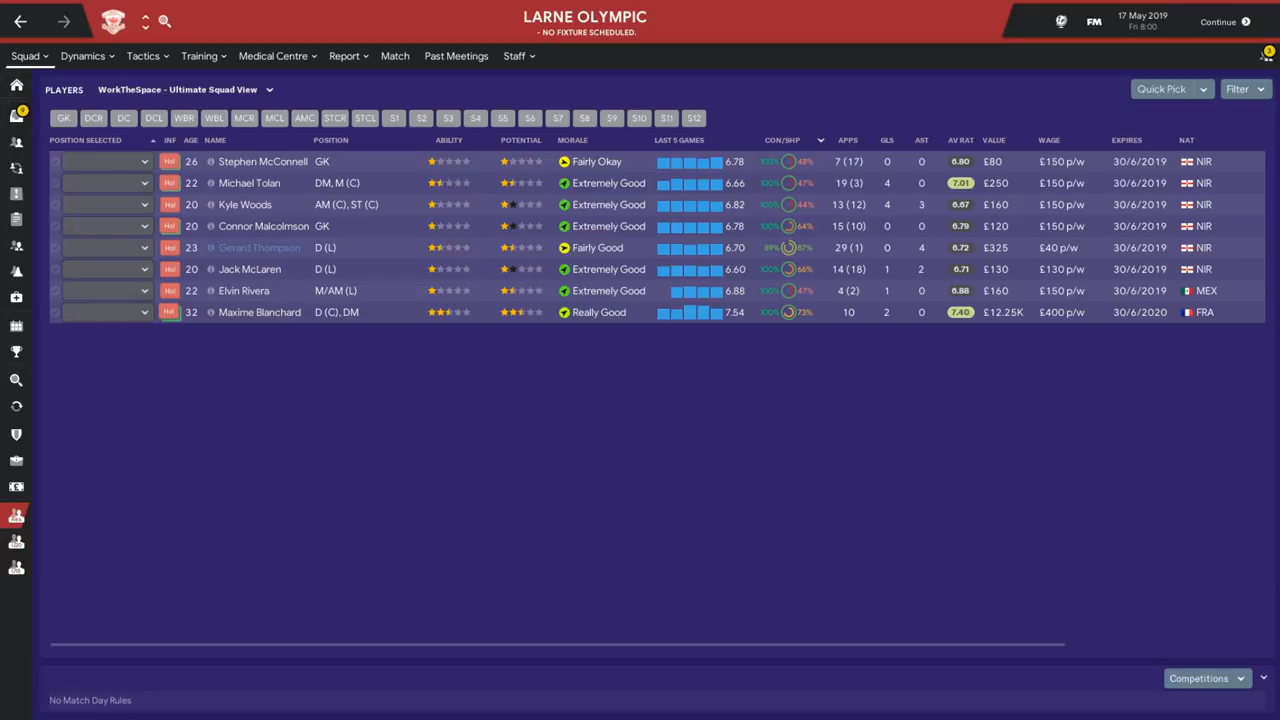 LARNE OLYMPIC
- NO FIXTURE SCHEDULED.
FM
17 May 2019
Fri 8:00
Continue
Squad Dynamics Tactics Training Medical Centre Report Match Past Meetings Staff
3
PLAYERS WorkTheSpace - Ultimate Squad View Quick Pick Filter
9
GK DCR DC DCL WBR WBL MCR MCL AMC STCR STCL S1 S2 S3 S4 S5 S6 S7 S8 S9 S10 S11 S12
POSITION SELECTED INF AGE NAME POSITION ABILITY POTENTIAL MORALE LAST 5 GAMES CON/SHP APPS GLS AST AV RAT VALUE WAGE EXPIRES NAT
Hol 26 Stephen McConnell GK Fairly Okay 6.78 100% 48% 7 (17) 0 0 6.80 £80 £150 p/w 30/6/2019 NIR
Hol 22 Michael Tolan DM, M (C) Extremely Good 6.66 100% 47% 19 (3) 4 0 7.01 £250 £150 p/w 30/6/2019 NIR
Hol 20 Kyle Woods AM (C), ST (C) Extremely Good 6.82 100% 44% 13 (12) 4 3 6.67 £160 £150 p/w 30/6/2019 NIR
Hol 20 Connor Malcolmson GK Extremely Good 6.78 100% 64% 15 (10) 0 0 6.79 £120 £150 p/w 30/6/2019 NIR
Hol 23 Gerard Thompson D (L) Fairly Good 6.70 89% 87% 29 (1) 0 4 6.72 £325 £40 p/w 30/6/2019 NIR
Hol 20 Jack McLaren D (L) Extremely Good 6.60 100% 66% 14 (18) 1 2 6.71 £130 £130 p/w 30/6/2019 NIR
Hol 22 Elvin Rivera M/AM (L) Extremely Good 6.88 100% 47% 4 (2) 1 0 6.88 £160 £150 p/w 30/6/2019 MEX
Hol 32 Maxime Blanchard D (C), DM Really Good 7.54 100% 73% 10 2 0 7.40 £12.25K £400 p/w 30/6/2020 FRA
Competitions
No Match Day Rules